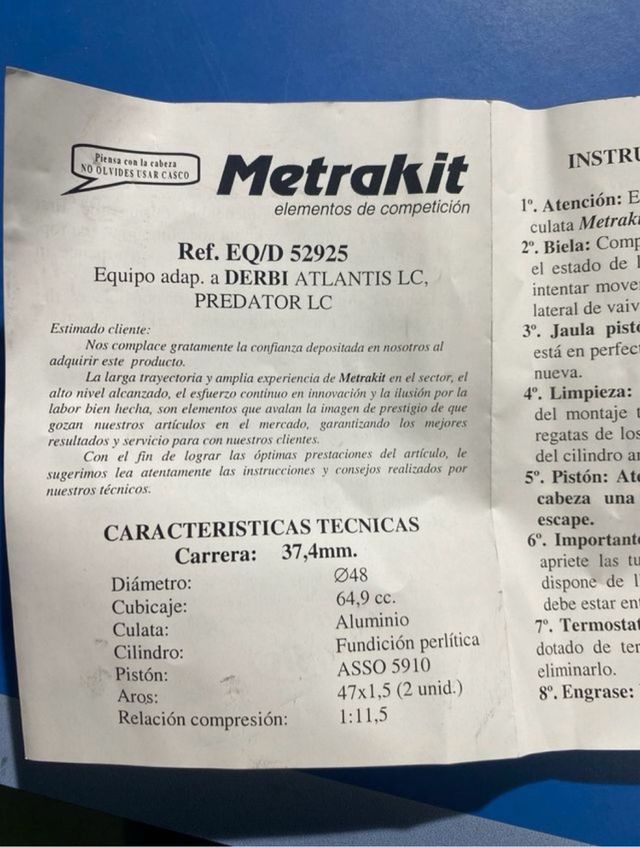 Piensa con la cabeza
NO OLVIDES USAR CASCO
Metrakit
elementos de competición
Ref. EQ/D 52925
Equipo adap. a DERBI ATLANTIS LC,
PREDATOR LC
Estimado cliente:
Nos complace gratamente la confianza depositada en nosotros al
adquirir este producto.
La larga trayectoria y amplia experiencia de Metrakit en el sector, el
alto nivel alcanzado, el esfuerzo continuo en innovación y la ilusión por la
labor bien hecha, son elementos que avalan la imagen de prestigio de que
gozan nuestros artículos en el mercado, garantizando los mejores
resultados y servicio para con nuestros clientes.
Con el fin de lograr las óptimas prestaciones del artículo, le
sugerimos lea atentamente las instrucciones y consejos realizados por
nuestros técnicos.
CARACTERISTICAS TECNICAS
Carrera: 37,4mm.
Diámetro: Ø48
Cubicaje: 64,9 cc.
Culata: Aluminio
Cilindro: Fundición perlítica
Pistón: ASSO 5910
Aros: 47x1,5 (2 unid.)
Relación compresión: 1:11,5
INSTRU
1º. Atención: E
culata Metraki
2º. Biela: Comp
el estado de l
intentar move
lateral de vaiv
3º. Jaula pist
está en perfect
nueva.
4º. Limpieza:
del montaje
regatas de los
del cilindro an
5º. Pistón: Ate
cabeza una
escape.
6º. Important
apriete las tu
dispone de l
debe estar ent
7º. Termostat
dotado de ter
eliminarlo.
8º. Engrase: